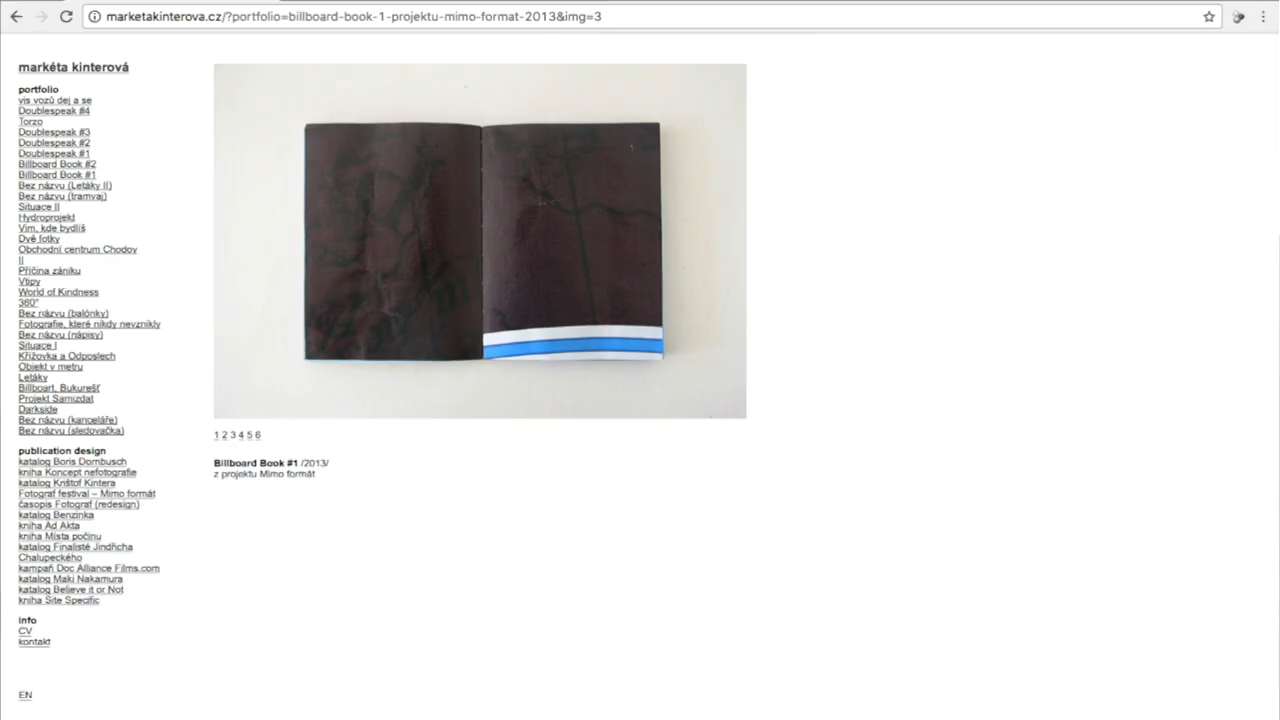 marketakinterova.cz/?portfolio=billboard-book-1-projektu-mimo-format-2013&img=3
markéta kinterová
portfolio
vis vozů dej a se
Doublespeak #4
Torzo
Doublespeak #3
Doublespeak #2
Doublespeak #1
Billboard Book #2
Billboard Book #1
Bez názvu (Letáky II)
Bez názvu (tramvaj)
Situace II
Hydroprojekt
Vím, kde bydlíš
Dvě fotky
Obchodní centrum Chodov
II
Příčina zániku
Vtipy
World of Kindness
360°
Bez názvu (balónky)
Fotografie, které nikdy nevznikly
Bez názvu (nápisy)
Situace I
Křížovka a Odposlech
Objekt v metru
Letáky
Billboart, Bukurešť
Projekt Samizdat
Darkside
Bez názvu (kanceláře)
Bez názvu (sledovačka)
publication design
katalog Boris Dornbusch
kniha Koncept nefotografie
katalog Krištof Kintera
Fotograf festival – Mimo formát
časopis Fotograf (redesign)
katalog Benzinka
kniha Ad Akta
kniha Místa počinu
katalog Finalisté Jindřicha
Chalupeckého
kampaň Doc Alliance Films.com
katalog Maki Nakamura
katalog Believe it or Not
kniha Site Specific
info
CV
kontakt
EN
1 2 3 4 5 6
Billboard Book #1 /2013/
z projektu Mimo formát